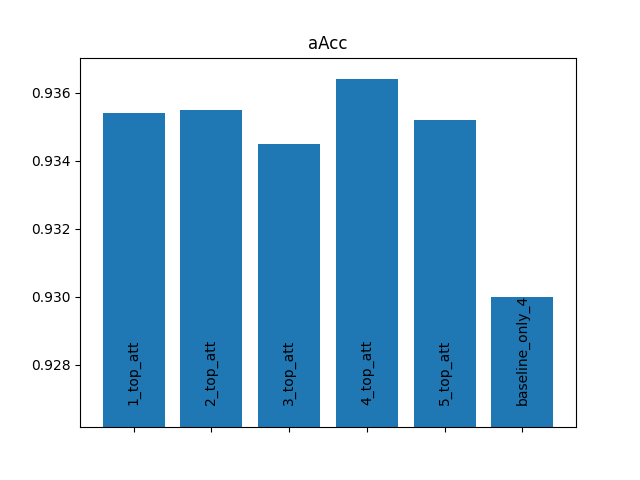 aAcc
0.936
0.934
0.932
0.930
0.928
1_top_att
2_top_att
3_top_att
4_top_att
5_top_att
baseline_only_4